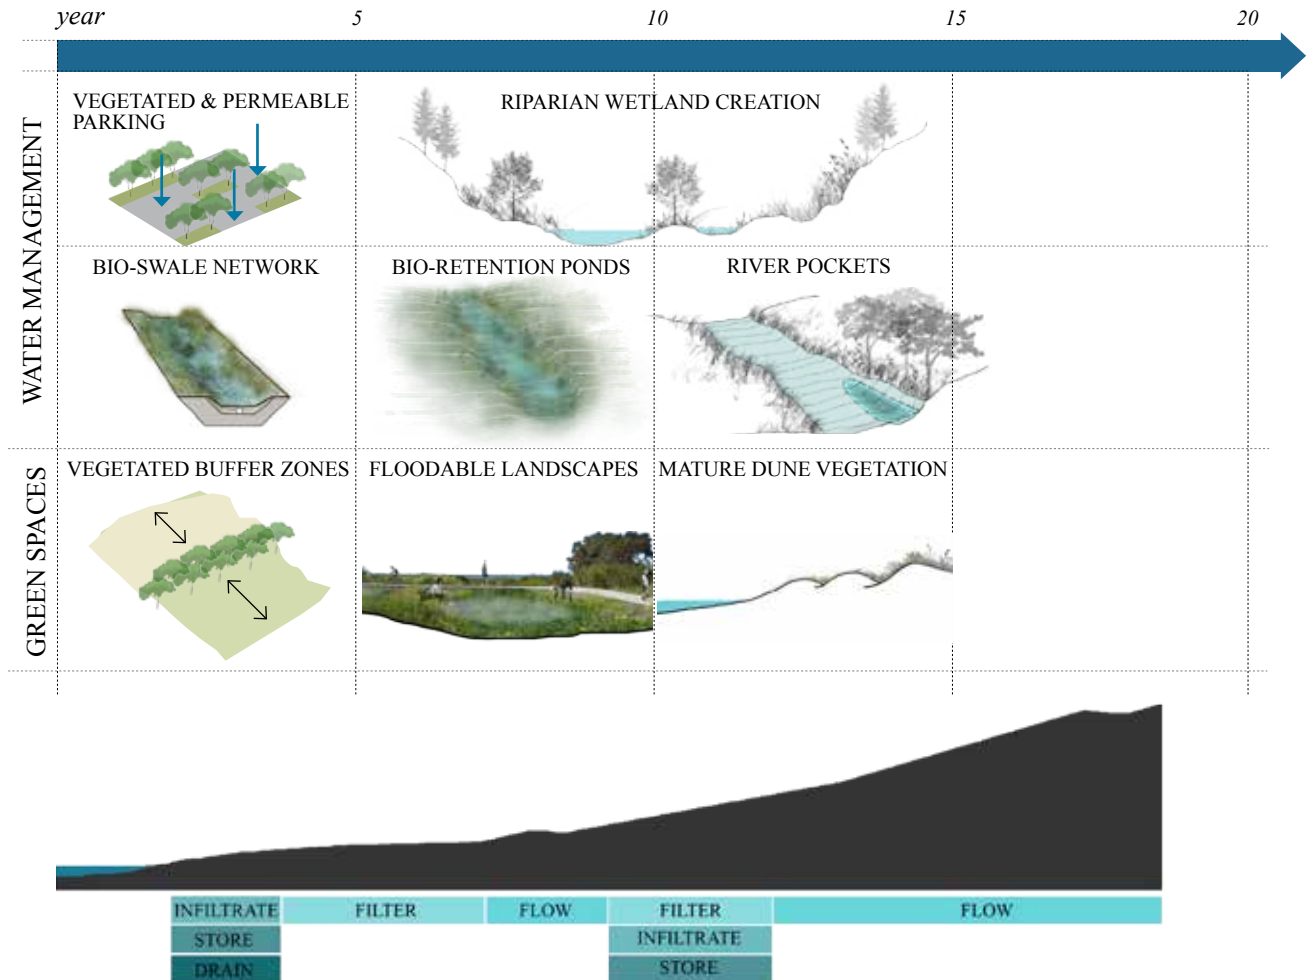 year
5
10
15
20
WATER MANAGEMENT
VEGETATED & PERMEABLE
PARKING
RIPARIAN WETLAND CREATION
BIO-SWALE NETWORK
BIO-RETENTION PONDS
RIVER POCKETS
GREEN SPACES
VEGETATED BUFFER ZONES
FLOODABLE LANDSCAPES
MATURE DUNE VEGETATION
INFILTRATE
FILTER
FLOW
FILTER
FLOW
STORE
INFILTRATE
DRAIN
STORE